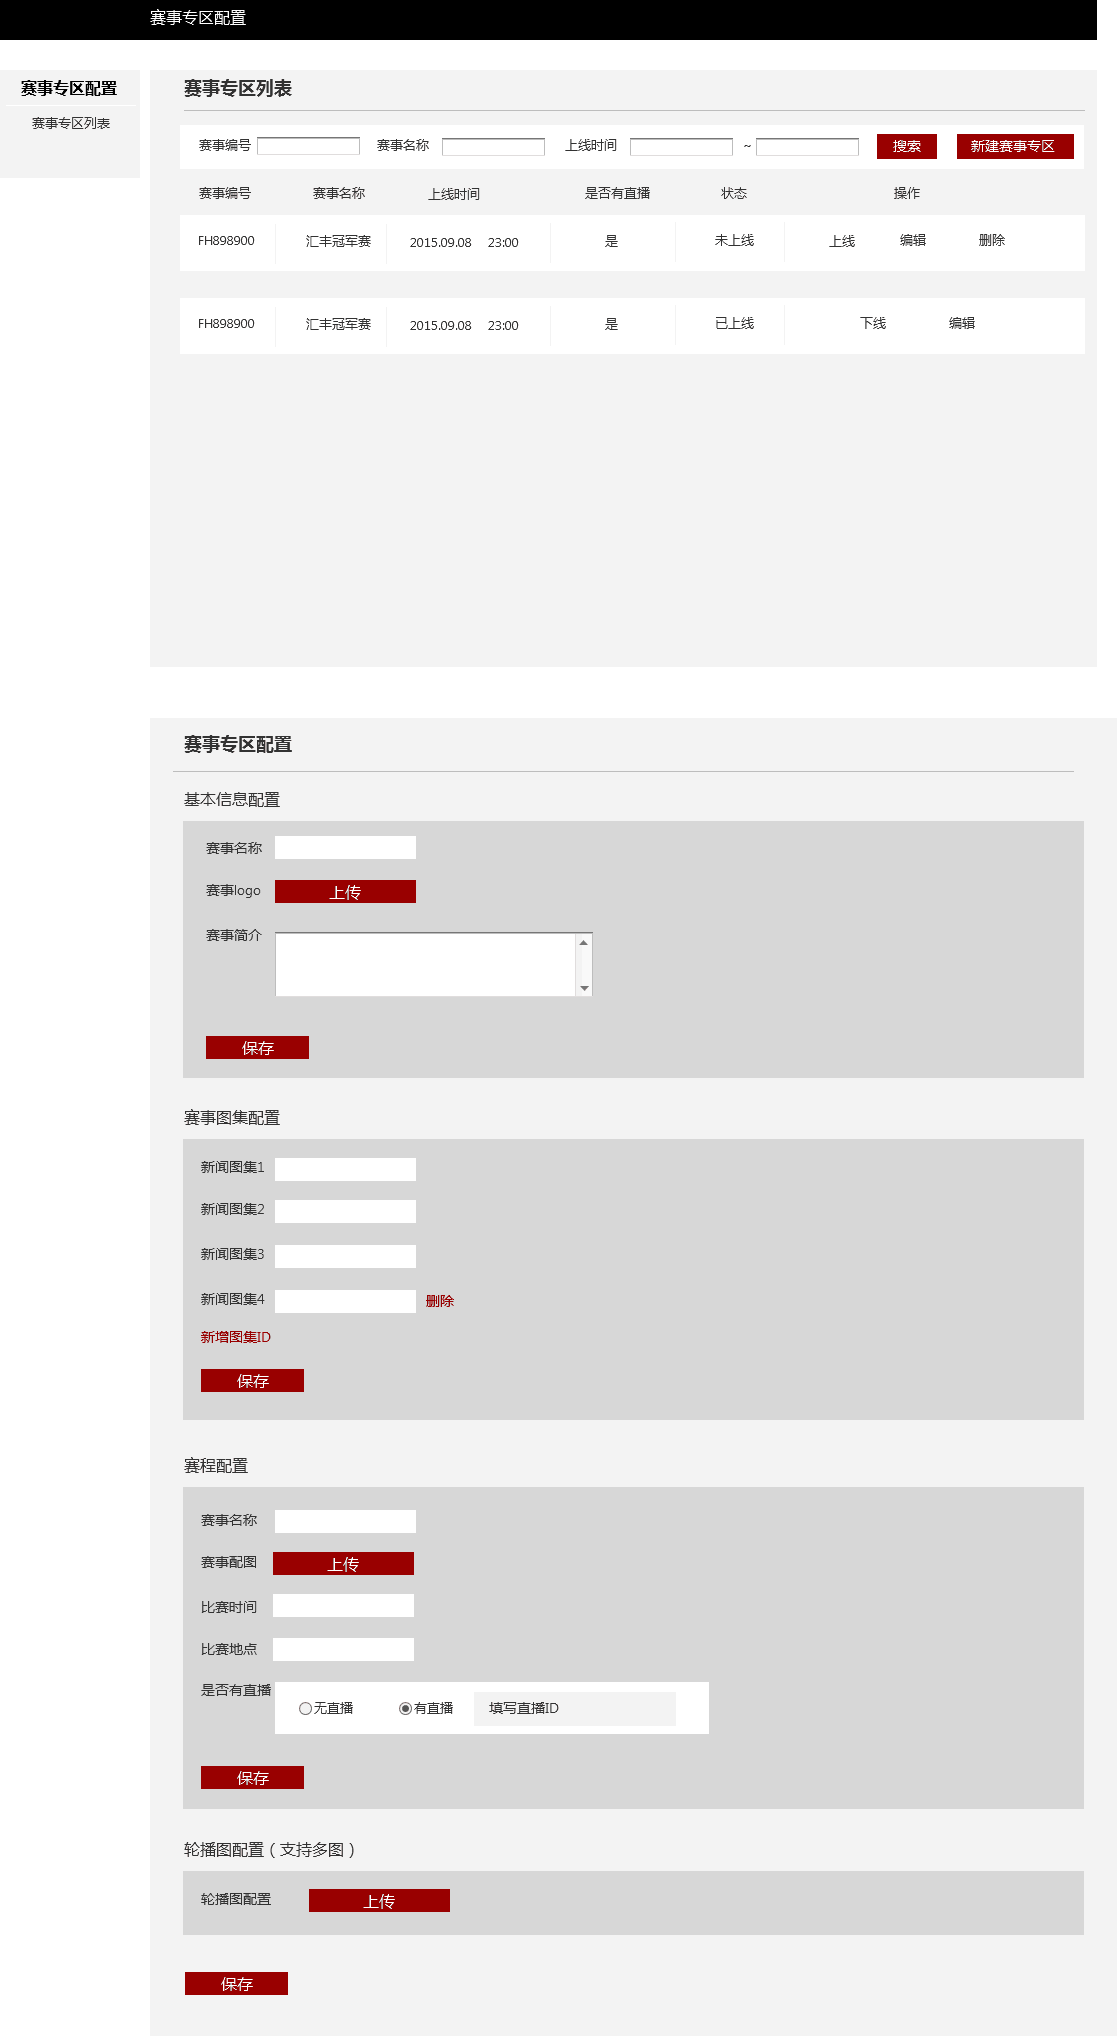 赛事专区配置
赛事专区配置
赛事专区列表
赛事专区列表
赛事编号 赛事名称 上线时间 ~ 搜索 新建赛事专区
赛事编号 赛事名称 上线时间 是否有直播 状态 操作
FH898900 汇丰冠军赛 2015.09.08 23:00 是 未上线 上线 编辑 删除
FH898900 汇丰冠军赛 2015.09.08 23:00 是 已上线 下线 编辑
赛事专区配置
基本信息配置
赛事名称
赛事logo 上传
赛事简介
保存
赛事图集配置
新闻图集1
新闻图集2
新闻图集3
新闻图集4 删除
新增图集ID
保存
赛程配置
赛事名称
赛事配图 上传
比赛时间
比赛地点
是否有直播 无直播 有直播 填写直播ID
保存
轮播图配置（支持多图）
轮播图配置 上传
保存